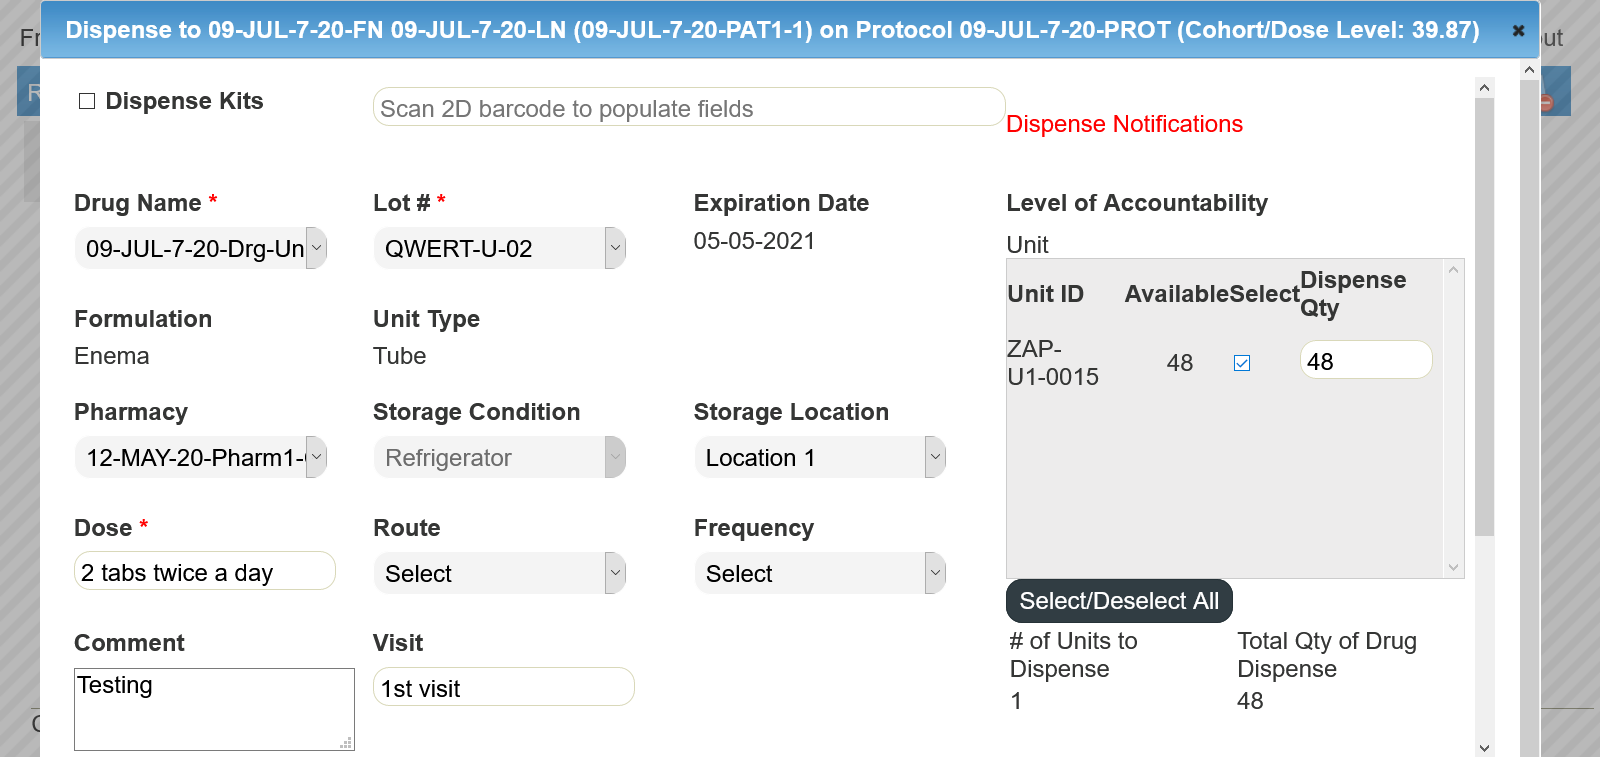 Dispense to 09-JUL-7-20-FN 09-JUL-7-20-LN (09-JUL-7-20-PAT1-1) on Protocol 09-JUL-7-20-PROT (Cohort/Dose Level: 39.87)
Dispense Kits
Scan 2D barcode to populate fields
Dispense Notifications
Drug Name *
Lot # *
Expiration Date
Level of Accountability
09-JUL-7-20-Drg-Un
QWERT-U-02
05-05-2021
Unit
Unit ID Available Select Dispense Qty
ZAP-U1-0015 48 48
Formulation
Unit Type
Enema
Tube
Pharmacy
Storage Condition
Storage Location
12-MAY-20-Pharm1-
Refrigerator
Location 1
Dose *
Route
Frequency
2 tabs twice a day
Select
Select
Select/Deselect All
Comment
Visit
# of Units to Dispense
Total Qty of Drug Dispense
Testing
1st visit
1
48